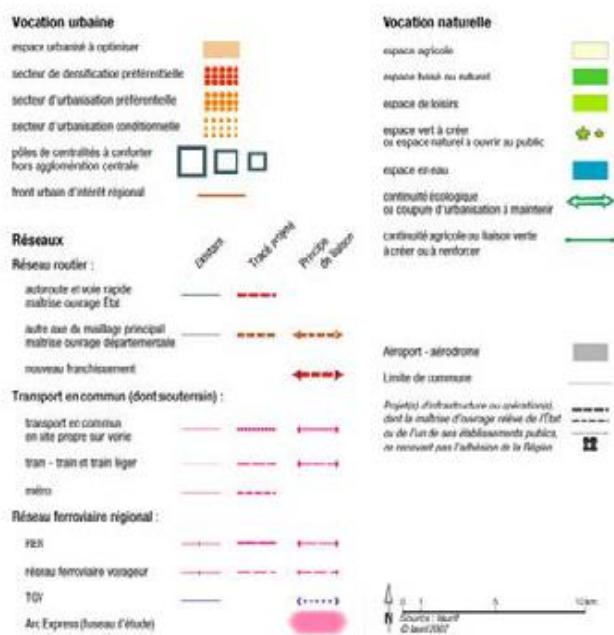 Vocation urbaine
espace urbanisé à optimiser
secteur de densification préférentielle
secteur d'urbanisation préférentielle
secteur d'urbanisation conditionnelle
pôles de centralités à conforter
hors agglomération centrale
front urbain d'intérêt régional
Réseaux
Existant
Tracé projeté
Principe
de liaison
Réseau routier :
autoroute et voie rapide
maîtrise ouvrage État
autre axe du maillage principal
maîtrise ouvrage départementale
nouveau franchissement
Transport en commun (dont souterrain) :
transport en commun
en site propre sur voirie
tram - train et train léger
métro
Réseau ferroviaire régional :
RER
réseau ferroviaire voyageur
TGV
Arc Express (fuseau d'étude)
Vocation naturelle
espace agricole
espace boisé ou naturel
espace de loisirs
espace vert à créer
ou espace naturel à ouvrir au public
espace en eau
continuité écologique
ou coupure d'urbanisation à maintenir
continuité agricole ou liaison verte
à créer ou à renforcer
Aéroport - aérodrome
Limite de commune
Projet(s) d'infrastructure ou opération(s),
dont la maîtrise d'ouvrage relève de l'État
ou de l'un de ses établissements publics,
ne recevant pas l'adhésion de la Région
N
0 1 5 10 km
Source : Iaurif
© Iaurif 2007